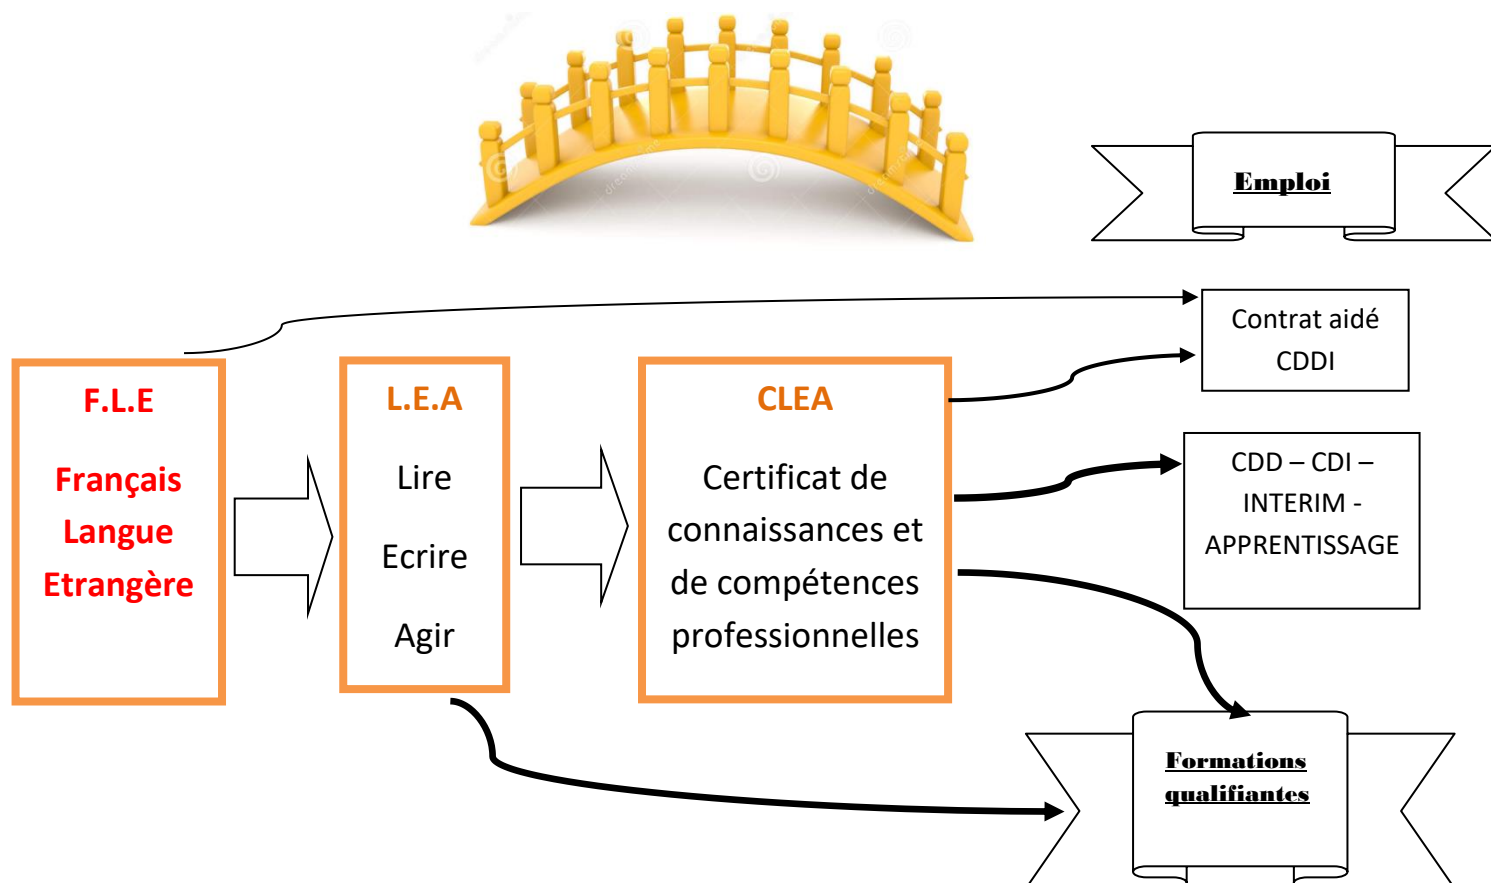 Emploi
Contrat aidé
CDDI
F.L.E
Français
Langue
Etrangère
L.E.A
Lire
Ecrire
Agir
CLEA
Certificat de
connaissances et
de compétences
professionnelles
CDD – CDI –
INTERIM -
APPRENTISSAGE
Formations
qualifiantes